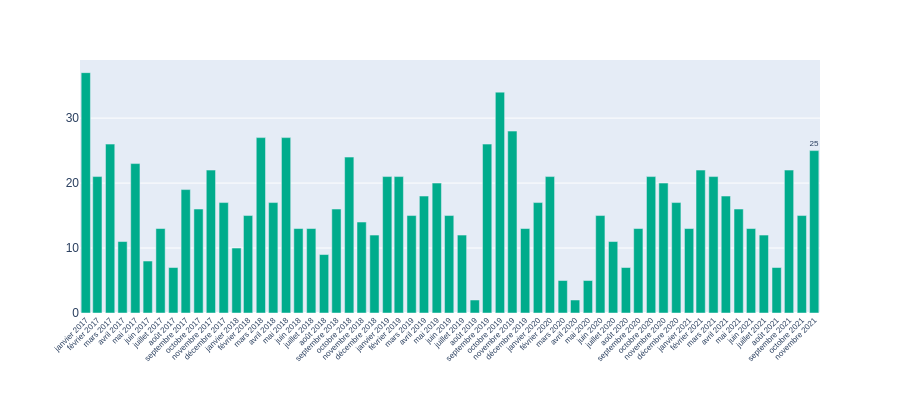 30
20
10
0
25
janvier 2017
février 2017
mars 2017
avril 2017
mai 2017
juin 2017
juillet 2017
août 2017
septembre 2017
octobre 2017
novembre 2017
décembre 2017
janvier 2018
février 2018
mars 2018
avril 2018
mai 2018
juin 2018
juillet 2018
août 2018
septembre 2018
octobre 2018
novembre 2018
décembre 2018
janvier 2019
février 2019
mars 2019
avril 2019
mai 2019
juin 2019
juillet 2019
août 2019
septembre 2019
octobre 2019
novembre 2019
décembre 2019
janvier 2020
février 2020
mars 2020
avril 2020
mai 2020
juin 2020
juillet 2020
août 2020
septembre 2020
octobre 2020
novembre 2020
décembre 2020
janvier 2021
février 2021
mars 2021
avril 2021
mai 2021
juin 2021
juillet 2021
août 2021
septembre 2021
octobre 2021
novembre 2021